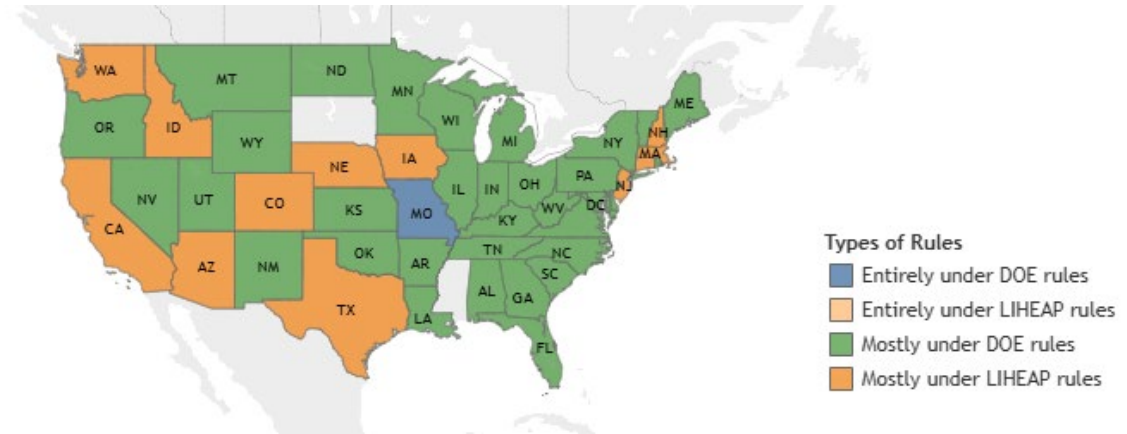 WA
MT
ND
MN
ME
OR
ID
WY
WI
MI
NY
NH
MA
NE
IA
PA
NJ
NV
UT
CO
KS
MO
IL
IN
OH
WV
DC
KY
CA
AZ
NM
OK
AR
TN
NC
SC
TX
LA
AL
GA
FL
Types of Rules
Entirely under DOE rules
Entirely under LIHEAP rules
Mostly under DOE rules
Mostly under LIHEAP rules